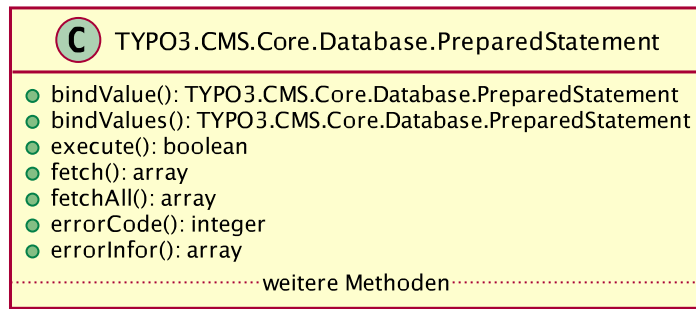 C TYPO3.CMS.Core.Database.PreparedStatement
bindValue(): TYPO3.CMS.Core.Database.PreparedStatement
bindValues(): TYPO3.CMS.Core.Database.PreparedStatement
execute(): boolean
fetch(): array
fetchAll(): array
errorCode(): integer
errorInfor(): array
weitere Methoden